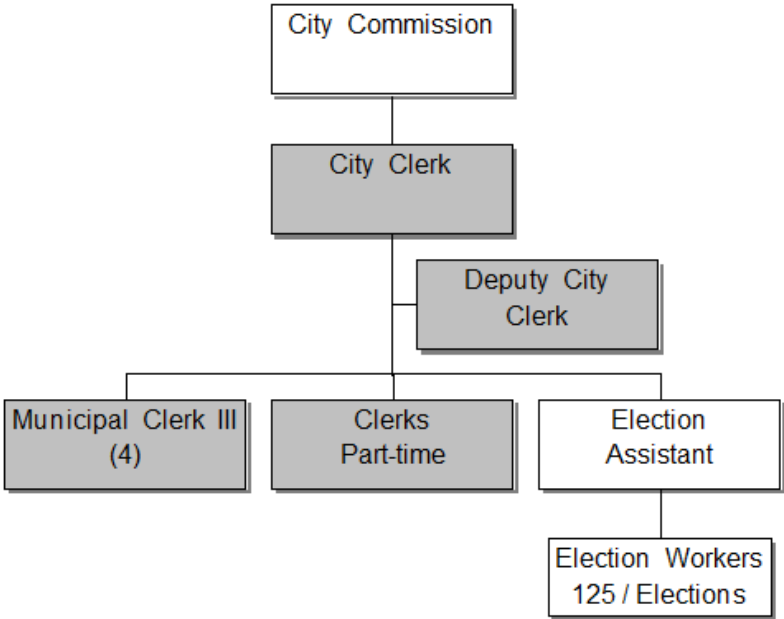 City Commission
City Clerk
Deputy City
Clerk
Municipal Clerk III
(4)
Clerks
Part-time
Election
Assistant
Election Workers
125 / Elections